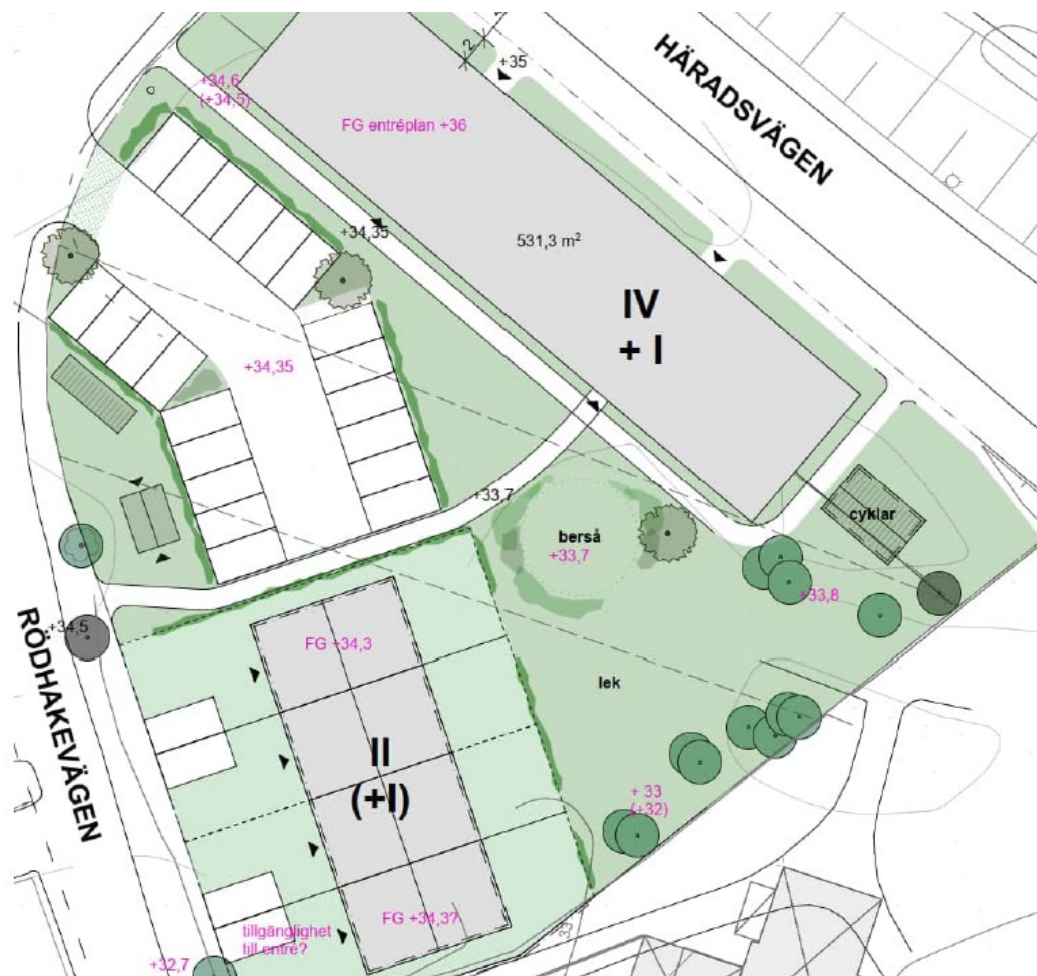 2
+35
HÄRADSVÄGEN
+34,6
(+34,5)
FG entréplan +36
+34,35
531,3 m²
IV
+ I
+34,35
+33,7
cyklar
berså
+33,7
+33,8
+34,5
RÖDHAKEVÄGEN
FG +34,3
lek
II
(+I)
+ 33
(+32)
FG +34,3?
tillgänglighet
till entre?
33
+32,7